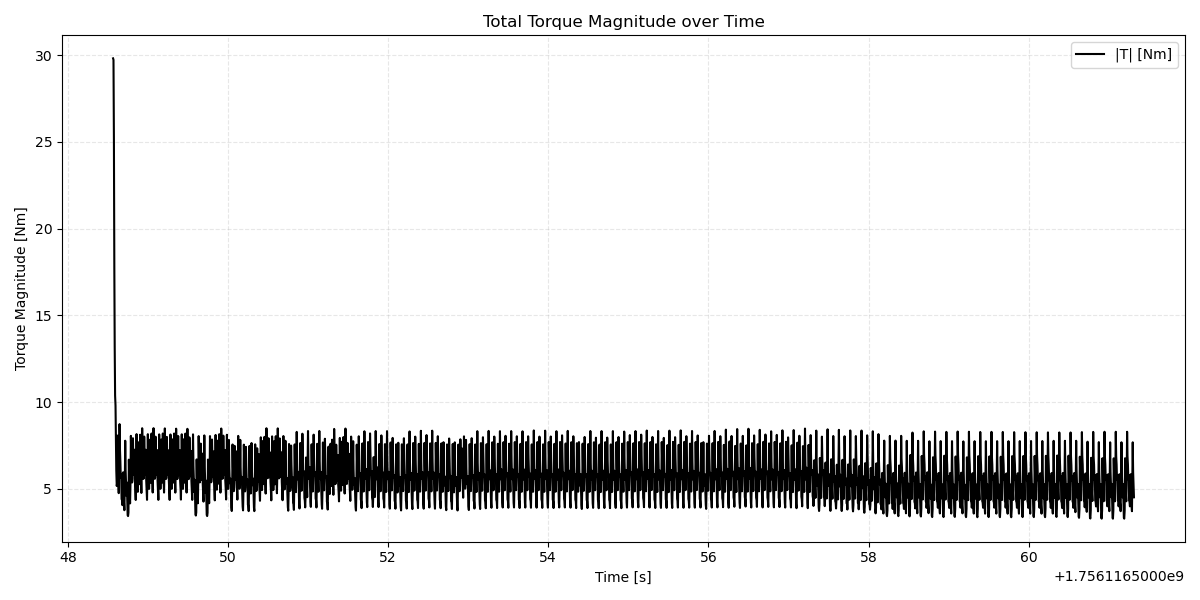 Total Torque Magnitude over Time
|T| [Nm]
Torque Magnitude [Nm]
30
25
20
15
10
5
48 50 52 54 56 58 60
Time [s]
+1.7561165000e9